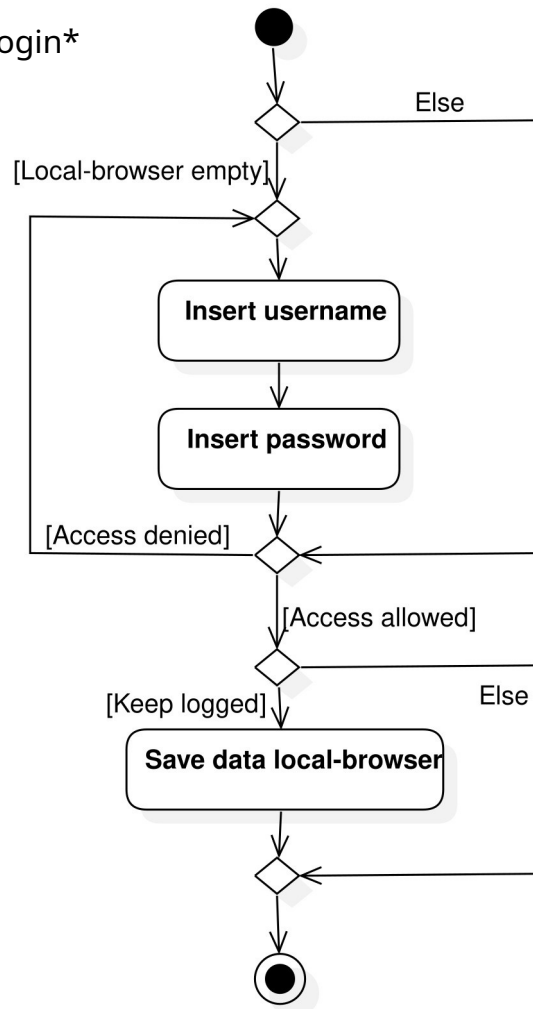 ogin*
Else
[Local-browser empty]
Insert username
Insert password
[Access denied]
[Access allowed]
Else
[Keep logged]
Save data local-browser